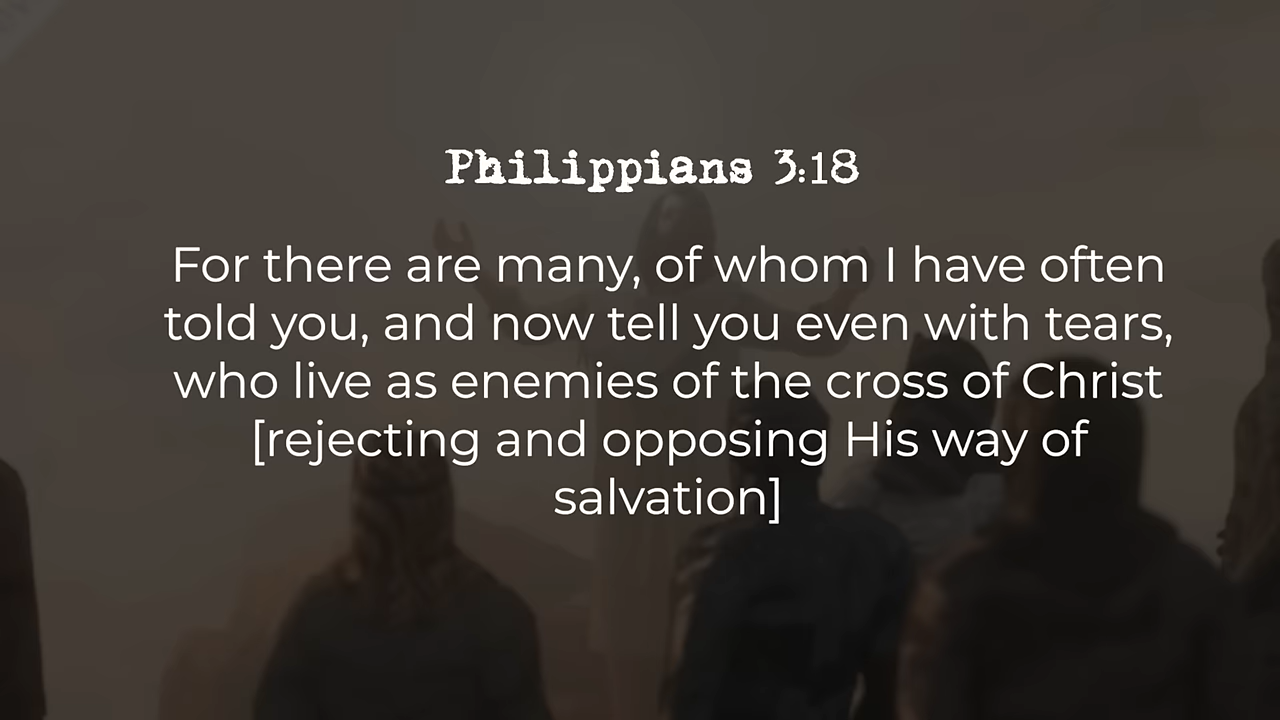 Philippians 3:18
For there are many, of whom I have often
told you, and now tell you even with tears,
who live as enemies of the cross of Christ
[rejecting and opposing His way of
salvation]